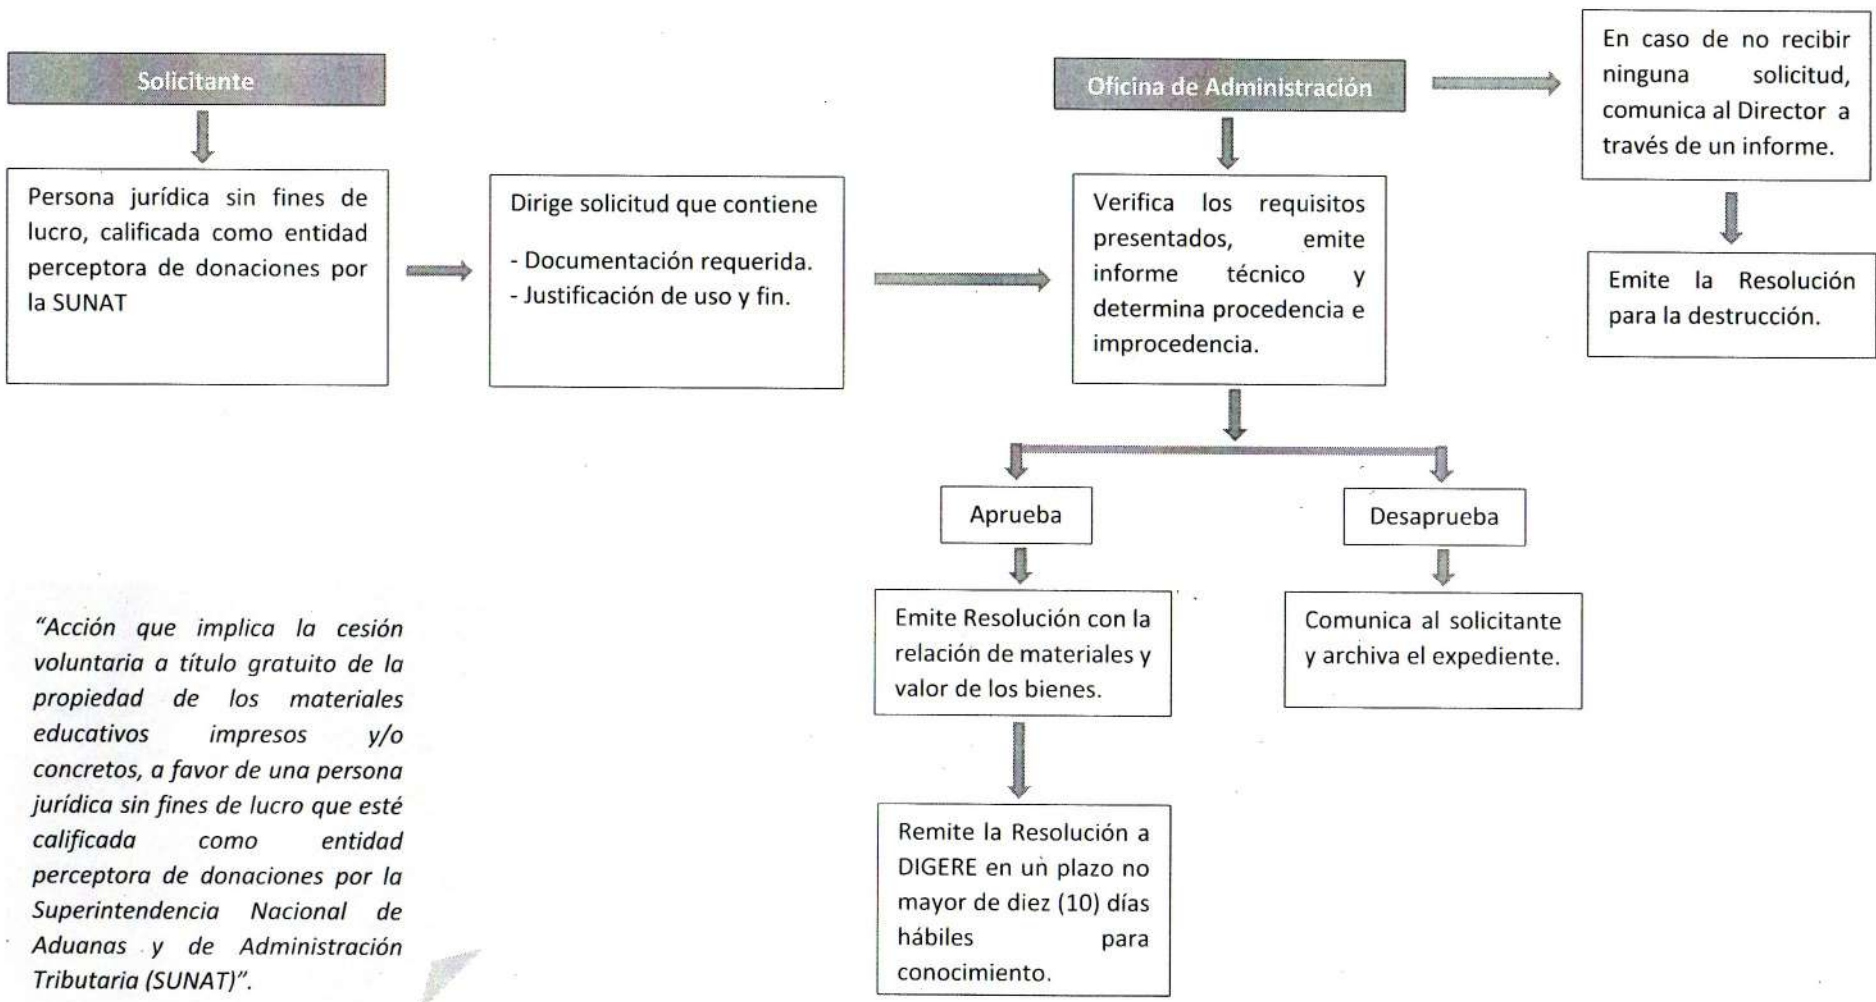 Solicitante
Persona jurídica sin fines de
lucro, calificada como entidad
perceptora de donaciones por
la SUNAT
Dirige solicitud que contiene
- Documentación requerida.
- Justificación de uso y fin.
Oficina de Administración
Verifica los requisitos
presentados, emite
informe técnico y
determina procedencia e
improcedencia.
En caso de no recibir
ninguna solicitud,
comunica al Director a
través de un informe.
Emite la Resolución
para la destrucción.
Aprueba
Desaprueba
Emite Resolución con la
relación de materiales y
valor de los bienes.
Comunica al solicitante
y archiva el expediente.
Remite la Resolución a
DIGERE en un plazo no
mayor de diez (10) días
hábiles para
conocimiento.
“Acción que implica la cesión
voluntaria a título gratuito de la
propiedad de los materiales
educativos impresos y/o
concretos, a favor de una persona
jurídica sin fines de lucro que esté
calificada como entidad
perceptora de donaciones por la
Superintendencia Nacional de
Aduanas y de Administración
Tributaria (SUNAT)”.